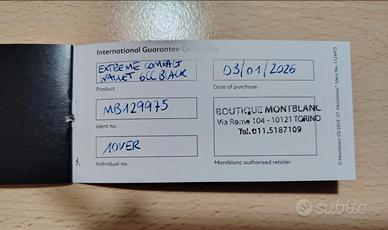 International Guarantee Certificate
EXTREME COMPACT
WALLET 6CC BLACK
Product
03/01/2026
Date of purchase
MB129975
Ident no.
BOUTIQUE MONTBLANC
Via Roma 104 - 10121 TORINO
Tel. 011.5187109
10VER
Individual no.
Montblanc authorised retailer
subito